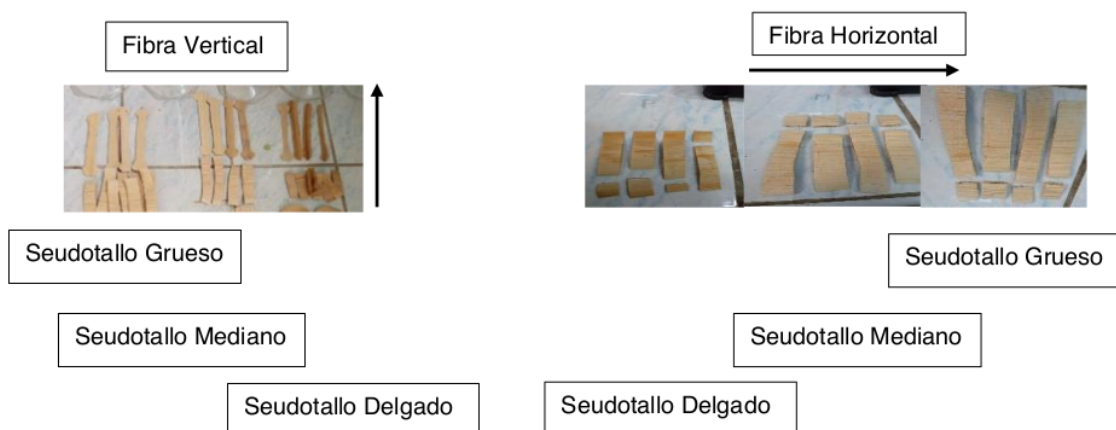 Fibra Vertical
Fibra Horizontal
Seudotallo Grueso
Seudotallo Grueso
Seudotallo Mediano
Seudotallo Mediano
Seudotallo Delgado
Seudotallo Delgado